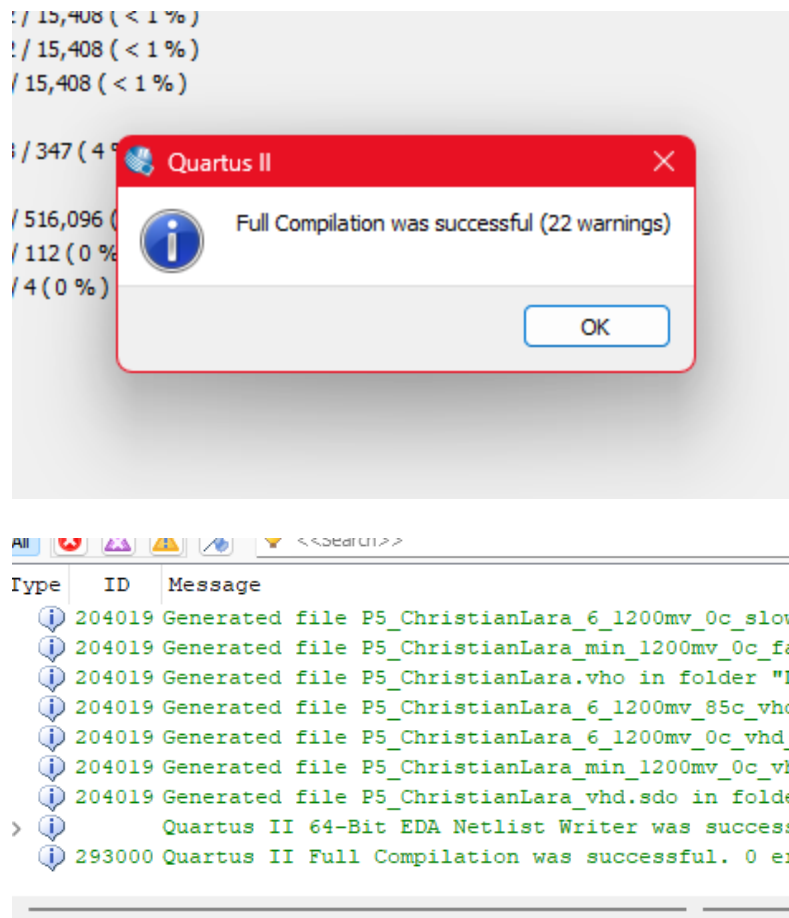 / 15,408 ( < 1 % )
/ 15,408 ( < 1 % )
/ 15,408 ( < 1 % )
/ 347 ( 4
Quartus II
/ 516,096 (
Full Compilation was successful (22 warnings)
/ 112 ( 0 %
/ 4 ( 0 % )
OK
All
<<Search>>
Type ID Message
204019 Generated file P5_ChristianLara_6_1200mv_0c_slow
204019 Generated file P5_ChristianLara_min_1200mv_0c_fa
204019 Generated file P5_ChristianLara.vho in folder "
204019 Generated file P5_ChristianLara_6_1200mv_85c_vhd
204019 Generated file P5_ChristianLara_6_1200mv_0c_vhd_
204019 Generated file P5_ChristianLara_min_1200mv_0c_vh
204019 Generated file P5_ChristianLara_vhd.sdo in folde
> Quartus II 64-Bit EDA Netlist Writer was success
293000 Quartus II Full Compilation was successful. 0 er